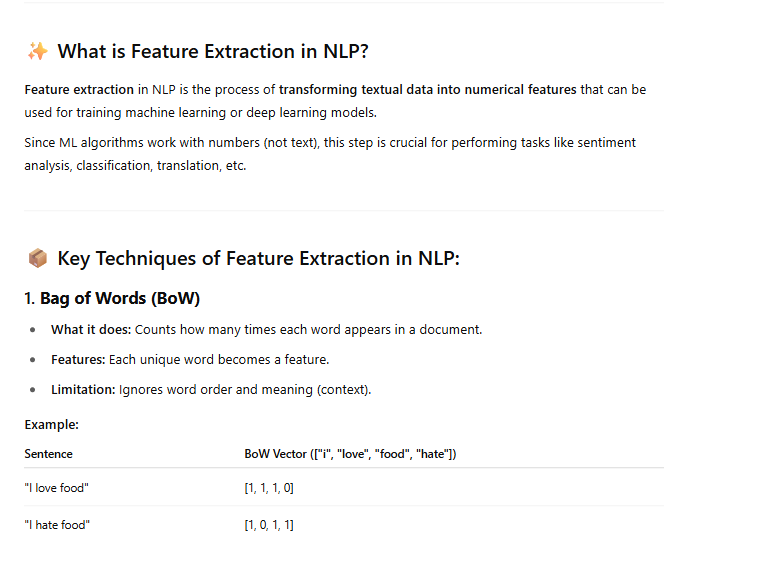 ✨ What is Feature Extraction in NLP?
Feature extraction in NLP is the process of transforming textual data into numerical features that can be
used for training machine learning or deep learning models.
Since ML algorithms work with numbers (not text), this step is crucial for performing tasks like sentiment
analysis, classification, translation, etc.
📦 Key Techniques of Feature Extraction in NLP:
1. Bag of Words (BoW)
• What it does: Counts how many times each word appears in a document.
• Features: Each unique word becomes a feature.
• Limitation: Ignores word order and meaning (context).
Example:
Sentence BoW Vector (["i", "love", "food", "hate"])
"I love food" [1, 1, 1, 0]
"I hate food" [1, 0, 1, 1]